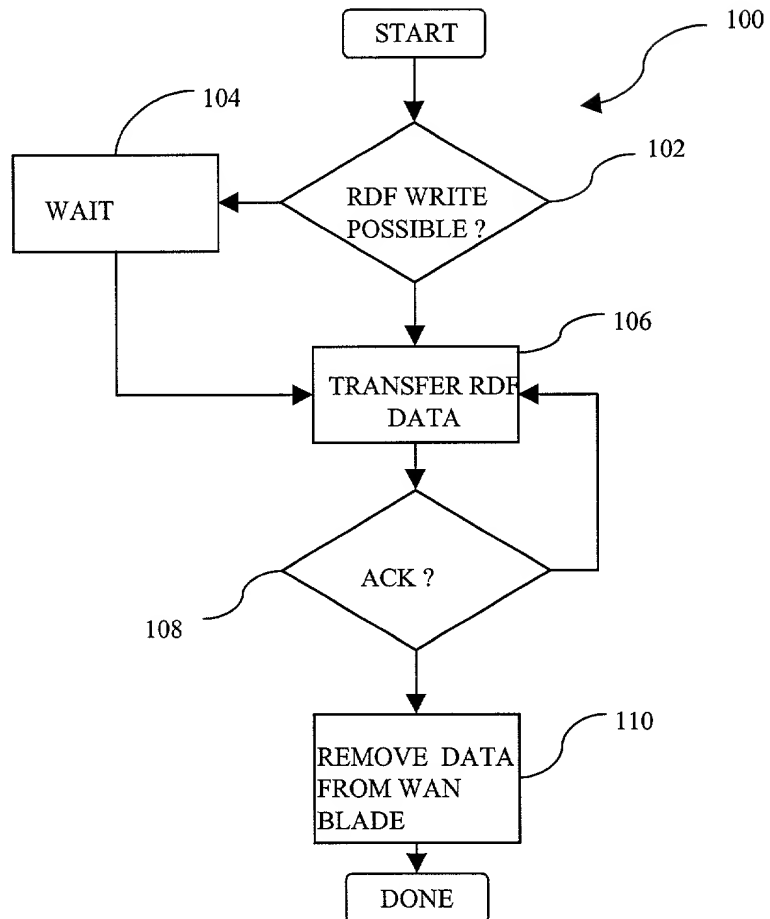 START
100
104
102
RDF WRITE
POSSIBLE ?
WAIT
106
TRANSFER RDF
DATA
ACK ?
108
110
REMOVE DATA
FROM WAN
BLADE
DONE